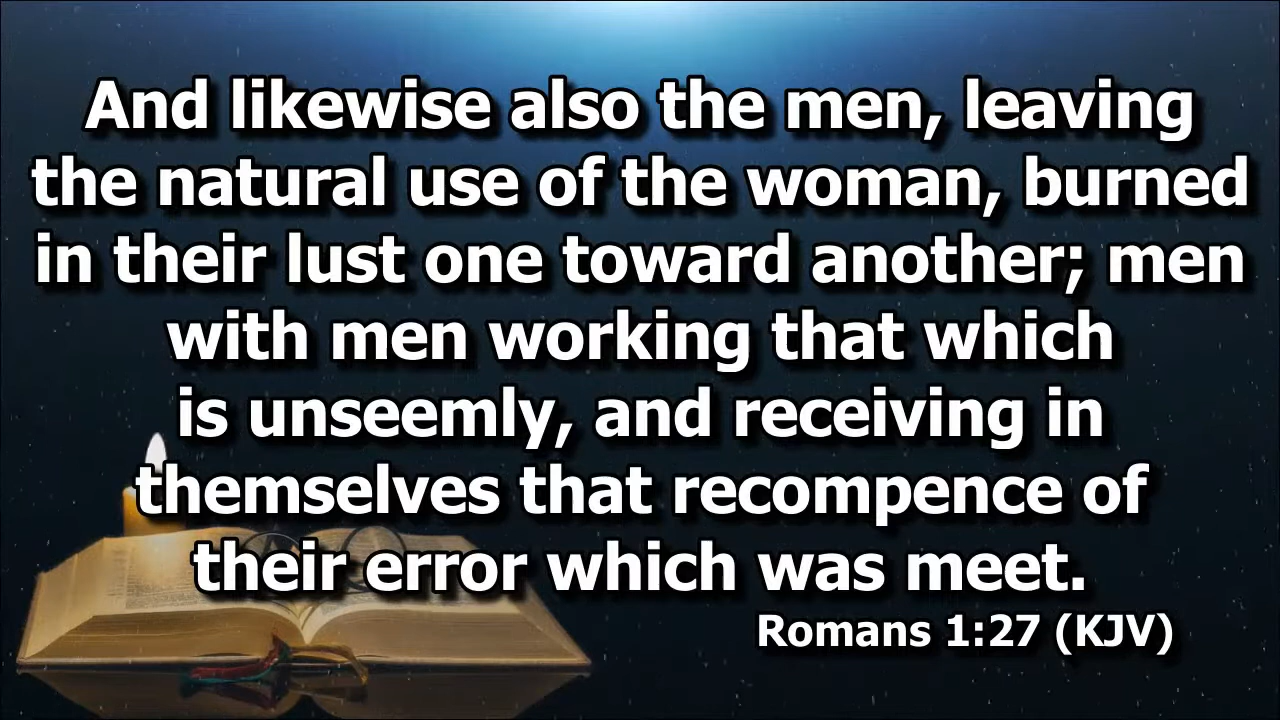 And likewise also the men, leaving
the natural use of the woman, burned
in their lust one toward another; men
with men working that which
is unseemly, and receiving in
themselves that recompence of
their error which was meet.
Romans 1:27 (KJV)